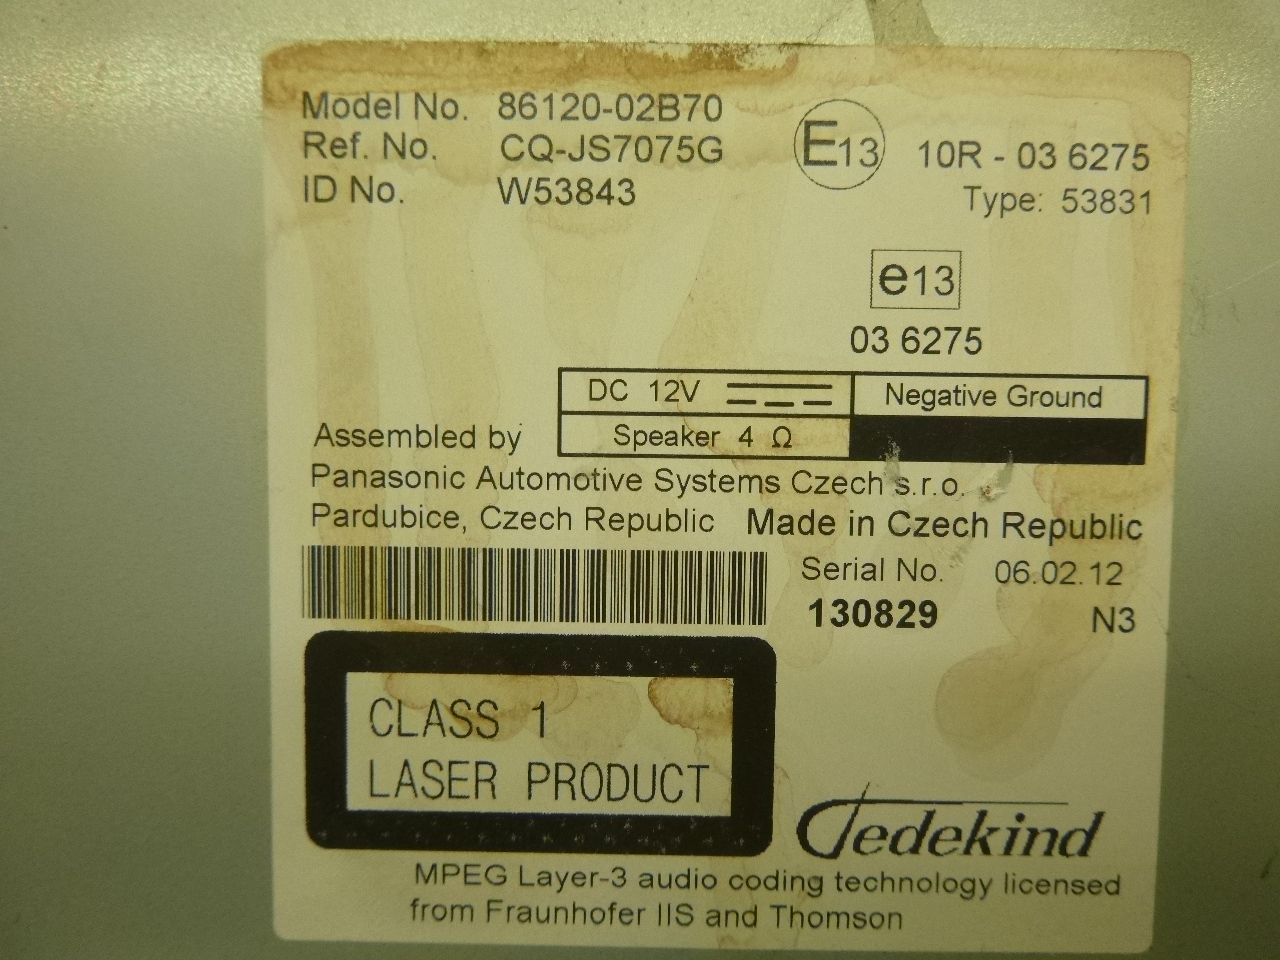 Model No. 86120-02B70
Ref. No. CQ-JS7075G
ID No. W53843
E13 10R - 03 6275
Type: 53831
e13
03 6275
DC 12V Negative Ground
Speaker 4 Ω
Assembled by
Panasonic Automotive Systems Czech s.r.o.
Pardubice, Czech Republic Made in Czech Republic
Serial No. 06.02.12
130829 N3
CLASS 1
LASER PRODUCT
Dedekind
MPEG Layer-3 audio coding technology licensed
from Fraunhofer IIS and Thomson